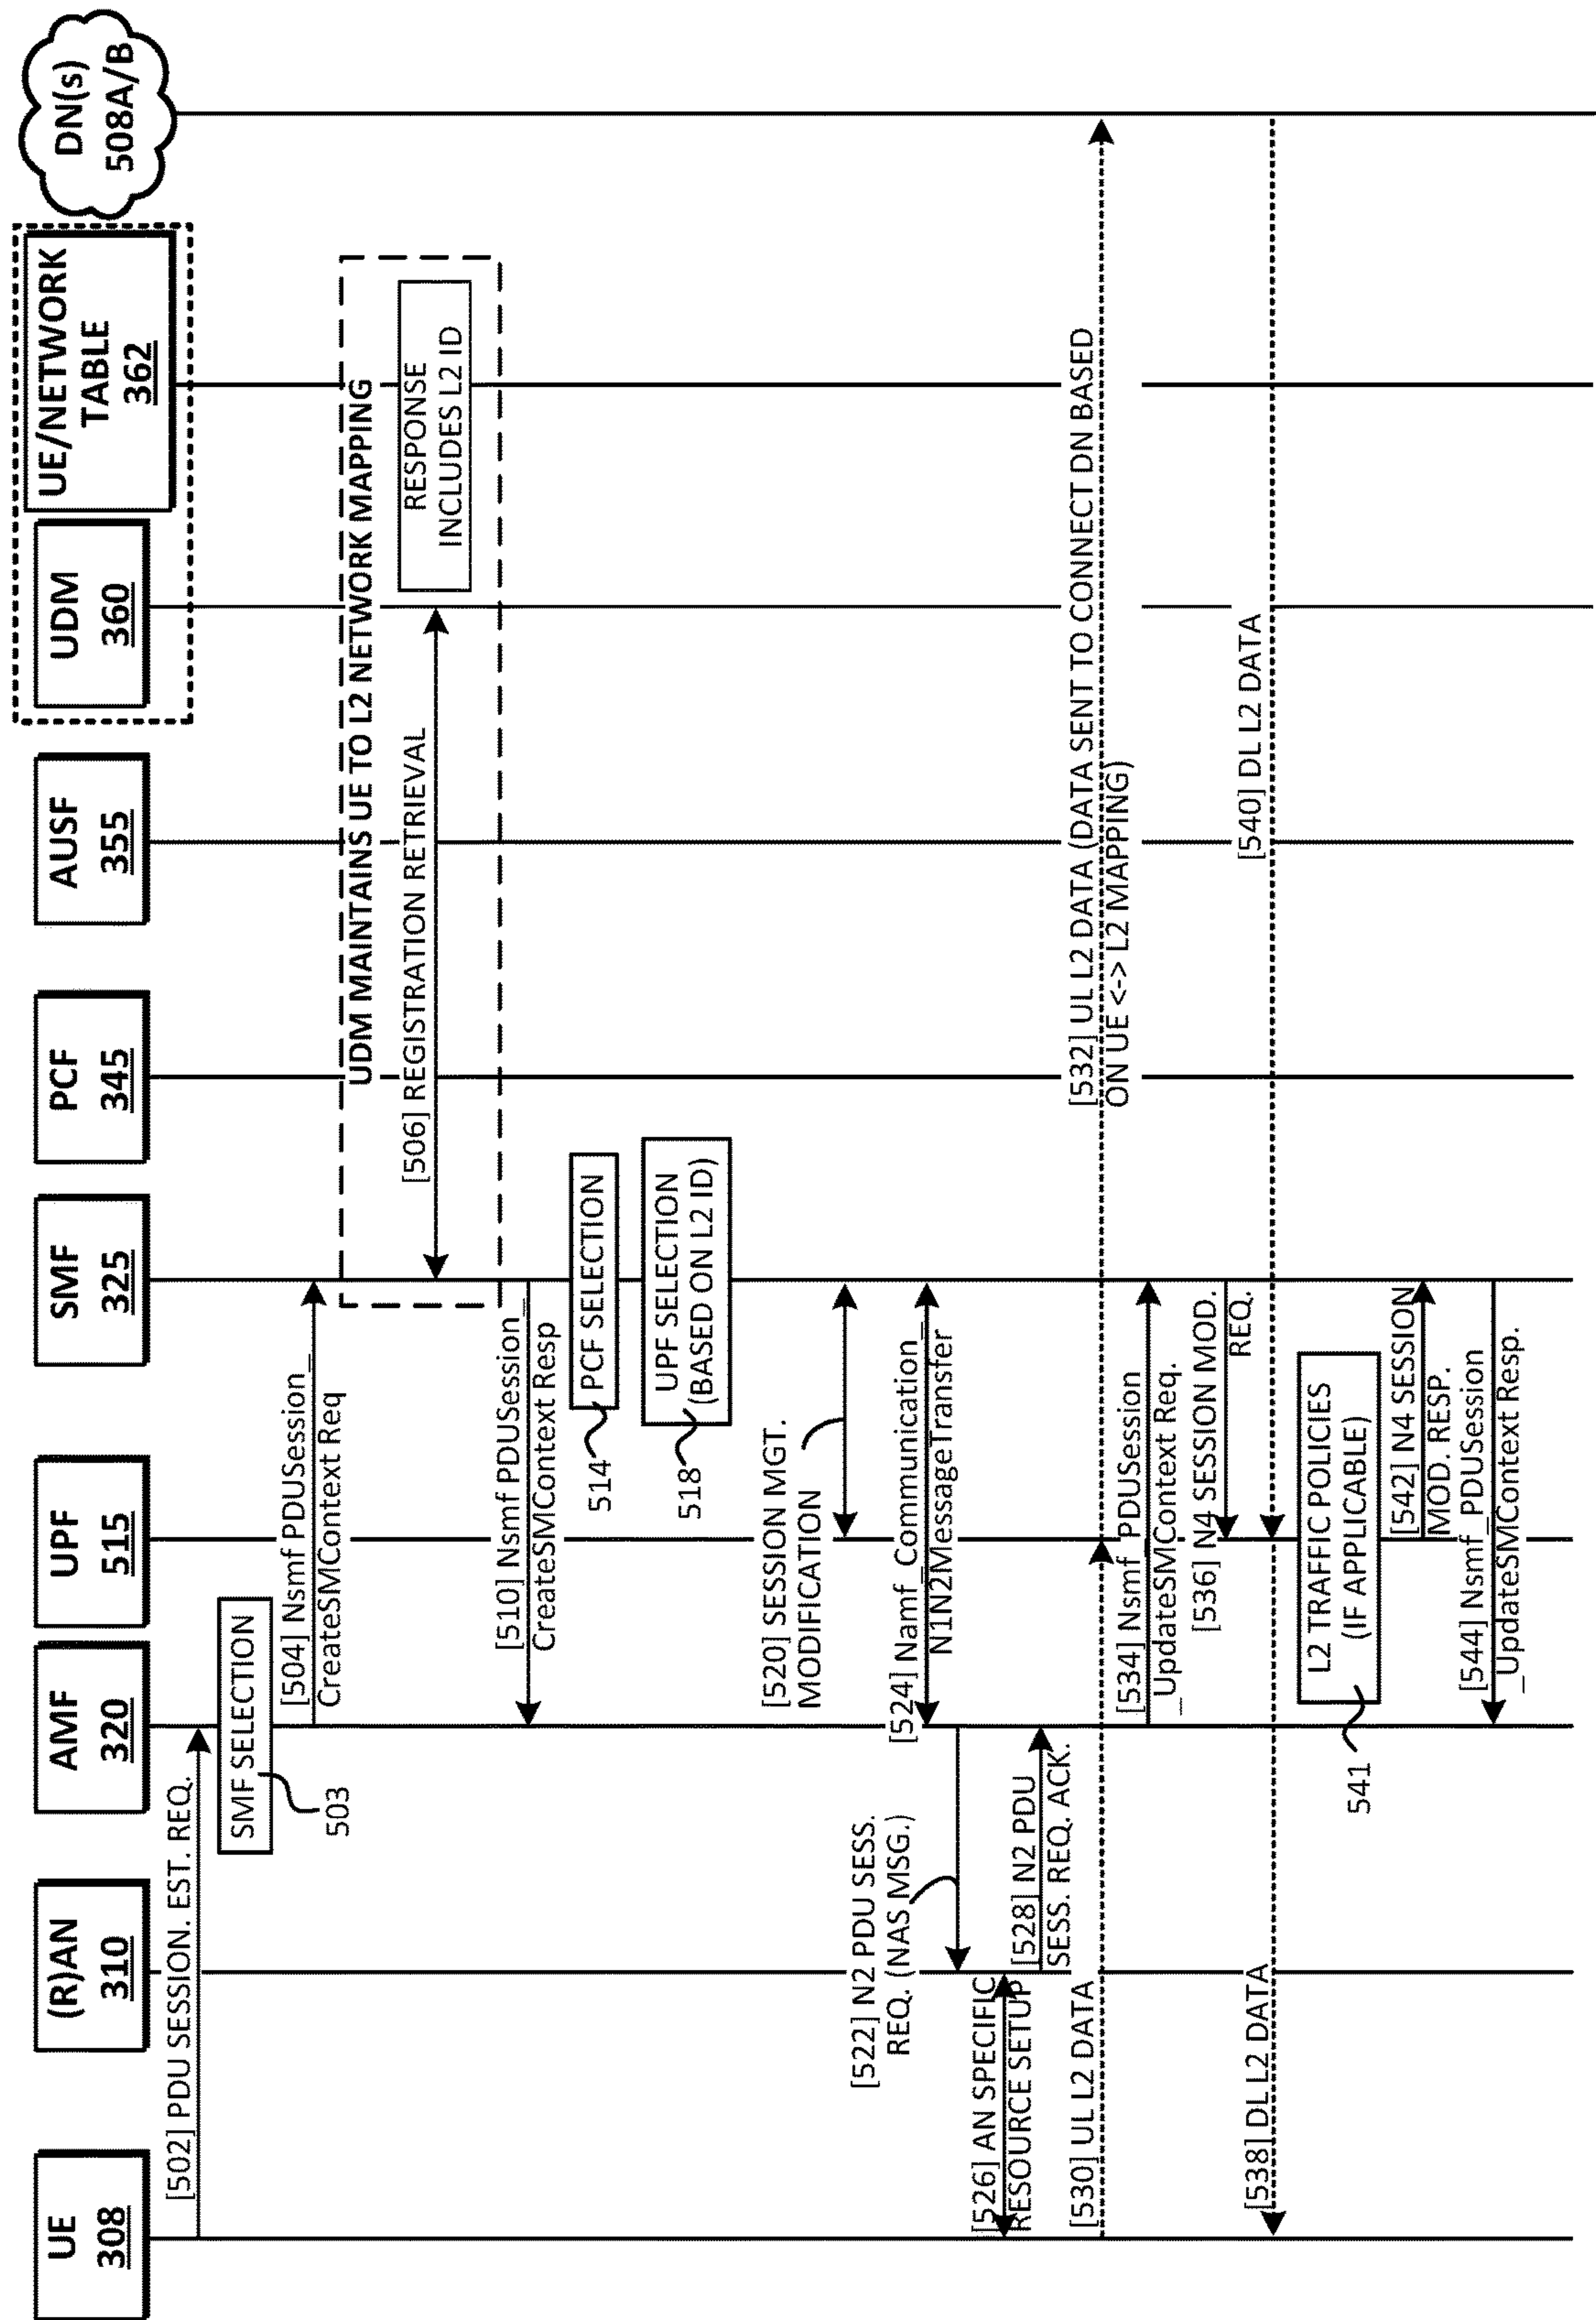 UE
308
(R)AN
310
AMF
320
UPF
515
SMF
325
PCF
345
AUSF
355
UDM
360
UE/NETWORK
TABLE
362
DN(s)
508A/B
[502] PDU SESSION. EST. REQ.
SMF SELECTION
503
[504] Nsmf PDUSession_
CreateSMContext Req
UDM MAINTAINS UE TO L2 NETWORK MAPPING
[506] REGISTRATION RETRIEVAL
RESPONSE
INCLUDES L2 ID
[510] Nsmf PDUSession_
CreateSMContext Resp
PCF SELECTION
514
UPF SELECTION
(BASED ON L2 ID)
518
[520] SESSION MGT.
MODIFICATION
[524] Namf_Communication_
N1N2MessageTransfer
[522] N2 PDU SESS.
REQ. (NAS MSG.)
[526] AN SPECIFIC
RESOURCE SETUP
[528] N2 PDU
SESS. REQ. ACK.
[530] UL L2 DATA
[532] UL L2 DATA (DATA SENT TO CONNECT DN BASED
ON UE <-> L2 MAPPING)
[534] Nsmf_PDUSession
_UpdateSMContext Req.
[536] N4 SESSION MOD.
REQ.
[538] DL L2 DATA
[540] DL L2 DATA
L2 TRAFFIC POLICIES
(IF APPLICABLE)
541
[542] N4 SESSION
MOD. RESP.
[544] Nsmf_PDUSession
_UpdateSMContext Resp.